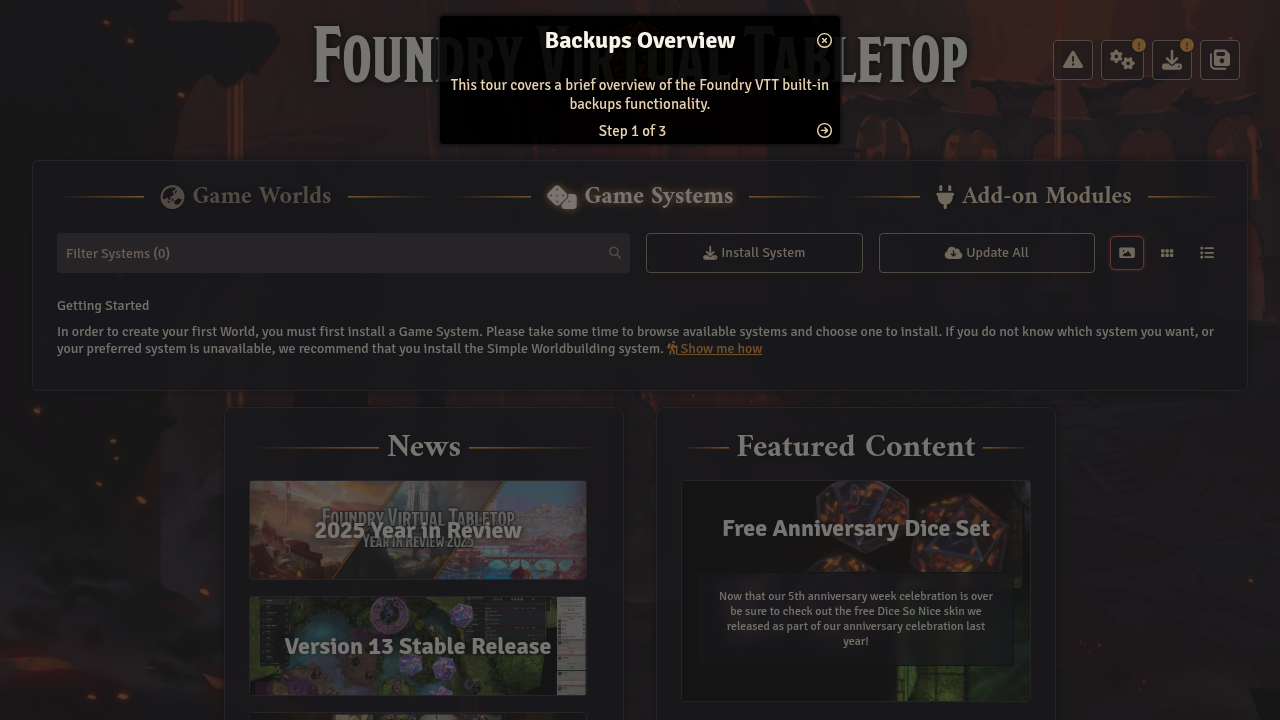 Foundry Virtual Tabletop
Backups Overview
This tour covers a brief overview of the Foundry VTT built-in
backups functionality.
Step 1 of 3
Game Worlds
Game Systems
Add-on Modules
Filter Systems (0)
Install System
Update All
Getting Started
In order to create your first World, you must first install a Game System. Please take some time to browse available systems and choose one to install. If you do not know which system you want, or
your preferred system is unavailable, we recommend that you install the Simple Worldbuilding system. Show me how
News
Featured Content
Foundry Virtual Tabletop
2025 Year in Review
Year in Review 2025
Version 13 Stable Release
Free Anniversary Dice Set
Now that our 5th anniversary week celebration is over
be sure to check out the free Dice So Nice skin we
released as part of our anniversary celebration last
year!